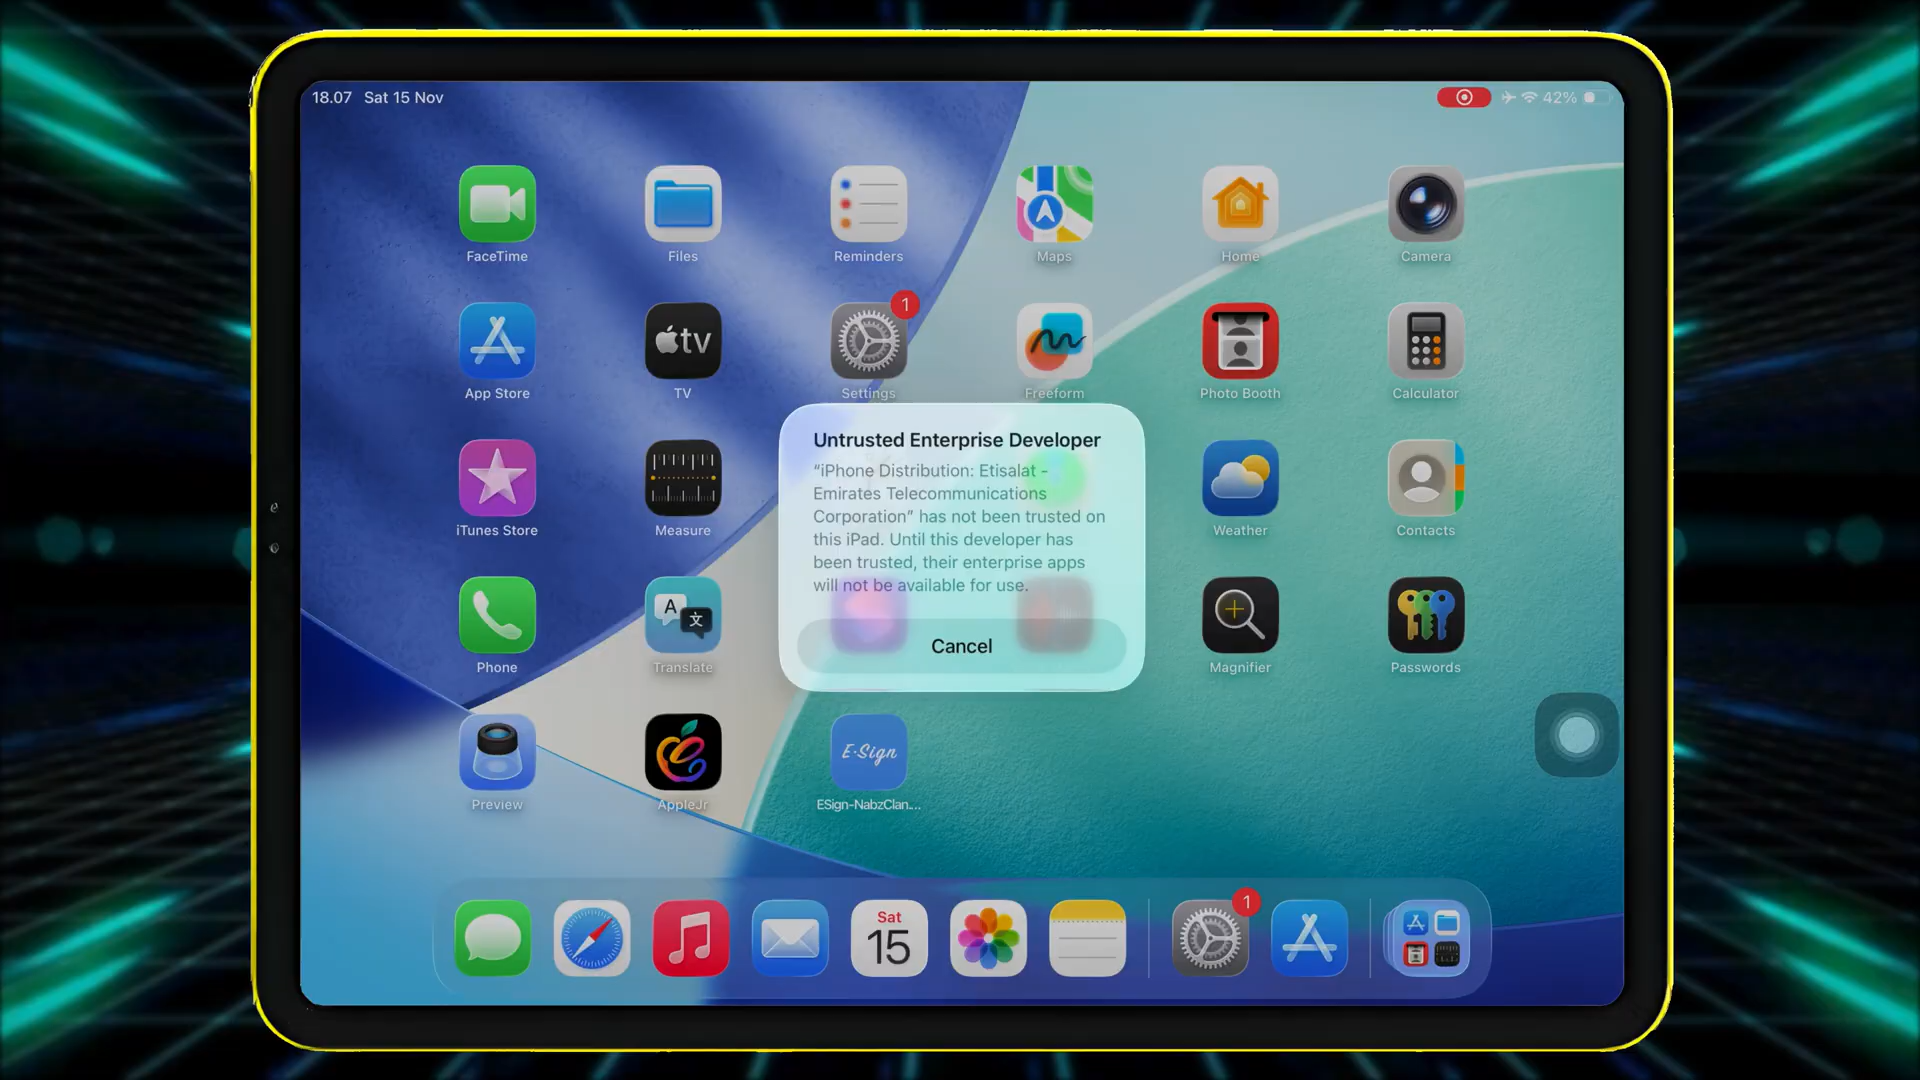 18.07 Sat 15 Nov
42%
FaceTime
Files
Reminders
Maps
Home
Camera
tv
1
App Store
TV
Settings
Freeform
Photo Booth
Calculator
Untrusted Enterprise Developer
“iPhone Distribution: Etisalat -
Emirates Telecommunications
Corporation” has not been trusted on
this iPad. Until this developer has
been trusted, their enterprise apps
will not be available for use.
Cancel
iTunes Store
Measure
Weather
Contacts
A
文
Phone
Translate
Magnifier
Passwords
E·Sign
Preview
AppleJr
ESign-NabzClan....
Sat
15
1